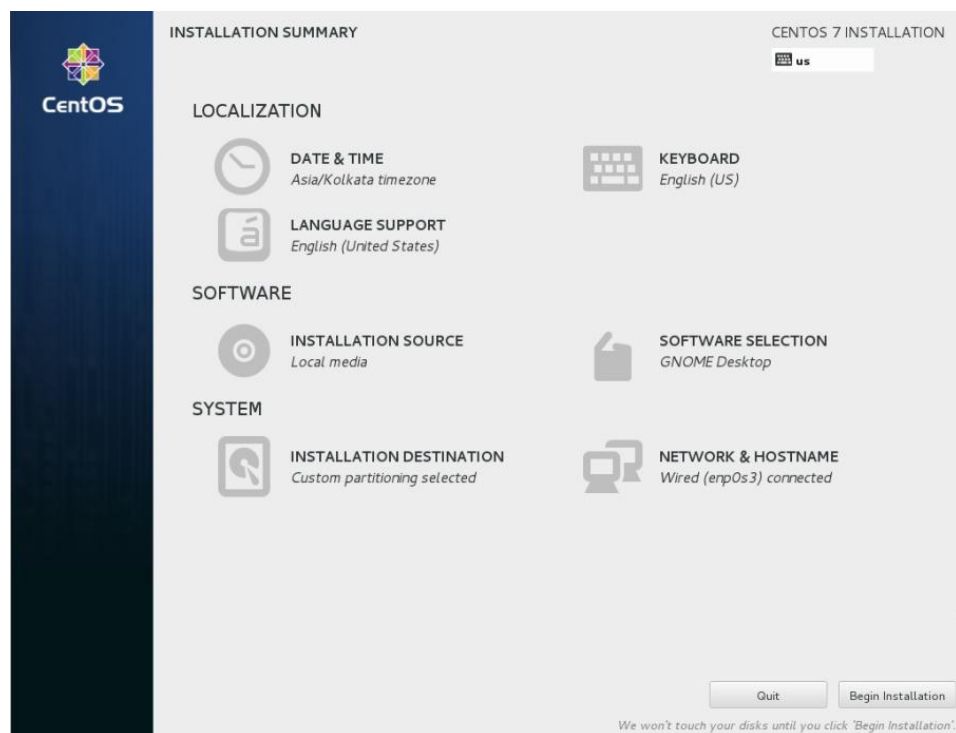 INSTALLATION SUMMARY
CENTOS 7 INSTALLATION
us
CentOS
LOCALIZATION
DATE & TIME
Asia/Kolkata timezone
KEYBOARD
English (US)
á
LANGUAGE SUPPORT
English (United States)
SOFTWARE
INSTALLATION SOURCE
Local media
SOFTWARE SELECTION
GNOME Desktop
SYSTEM
INSTALLATION DESTINATION
Custom partitioning selected
NETWORK & HOSTNAME
Wired (enp0s3) connected
Quit
Begin Installation
We won't touch your disks until you click 'Begin Installation'.